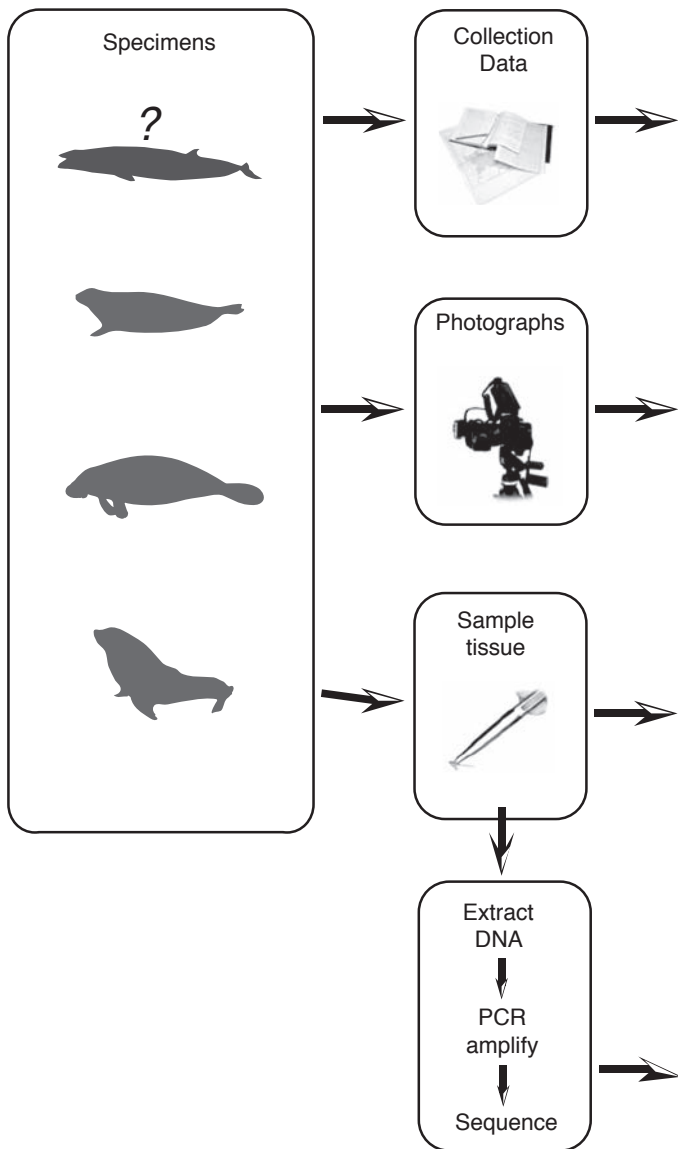 Specimens
?
Collection
Data
Photographs
Sample
tissue
Extract
DNA
PCR
amplify
Sequence